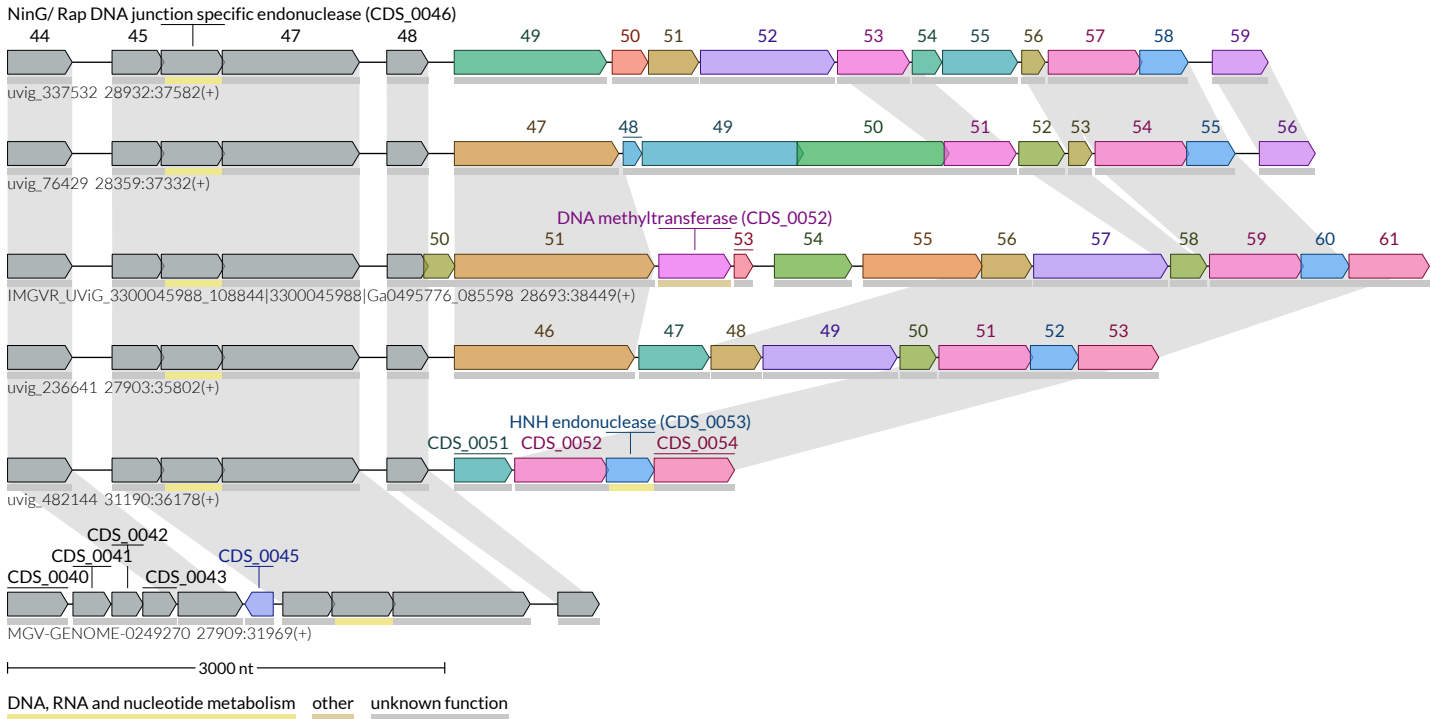 NinG/ Rap DNA junction specific endonuclease (CDS_0046)
44 45 47 48 49 50 51 52 53 54 55 56 57 58 59
uvig_337532 28932:37582(+)
47 48 49 50 51 52 53 54 55 56
uvig_76429 28359:37332(+)
DNA methyltransferase (CDS_0052)
50 51 53 54 55 56 57 58 59 60 61
IMGVR_UViG_3300045988_108844|3300045988|Ga0495776_085598 28693:38449(+)
46 47 48 49 50 51 52 53
uvig_236641 27903:35802(+)
HNH endonuclease (CDS_0053)
CDS_0051 CDS_0052 CDS_0054
uvig_482144 31190:36178(+)
CDS_0042
CDS_0041 CDS_0045
CDS_0040 CDS_0043
MGV-GENOME-0249270 27909:31969(+)
3000 nt
DNA, RNA and nucleotide metabolism other unknown function